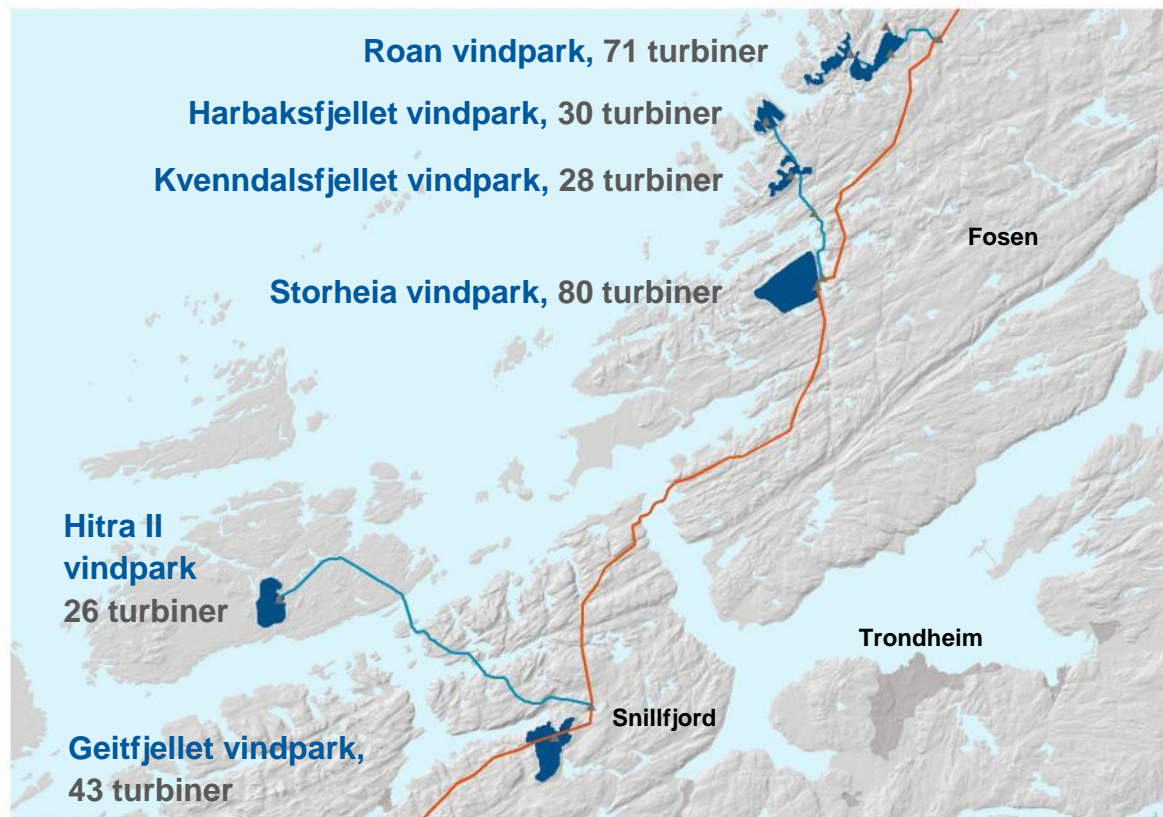 Roan vindpark, 71 turbiner
Harbaksfjellet vindpark, 30 turbiner
Kvenndalsfjellet vindpark, 28 turbiner
Fosen
Storheia vindpark, 80 turbiner
Hitra II
vindpark
26 turbiner
Trondheim
Snillfjord
Geitfjellet vindpark,
43 turbiner